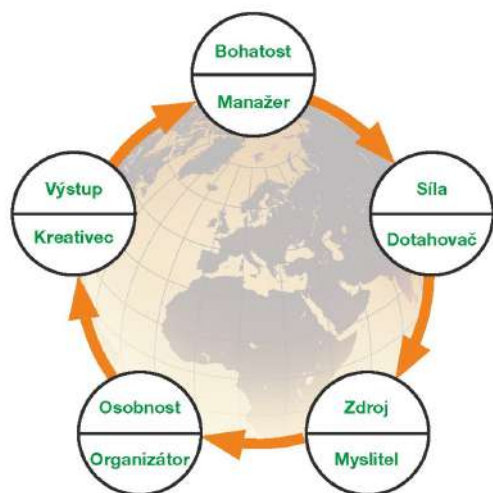 Bohatost
Manažer
Síla
Dotahovač
Zdroj
Myslitel
Osobnost
Organizátor
Výstup
Kreativec